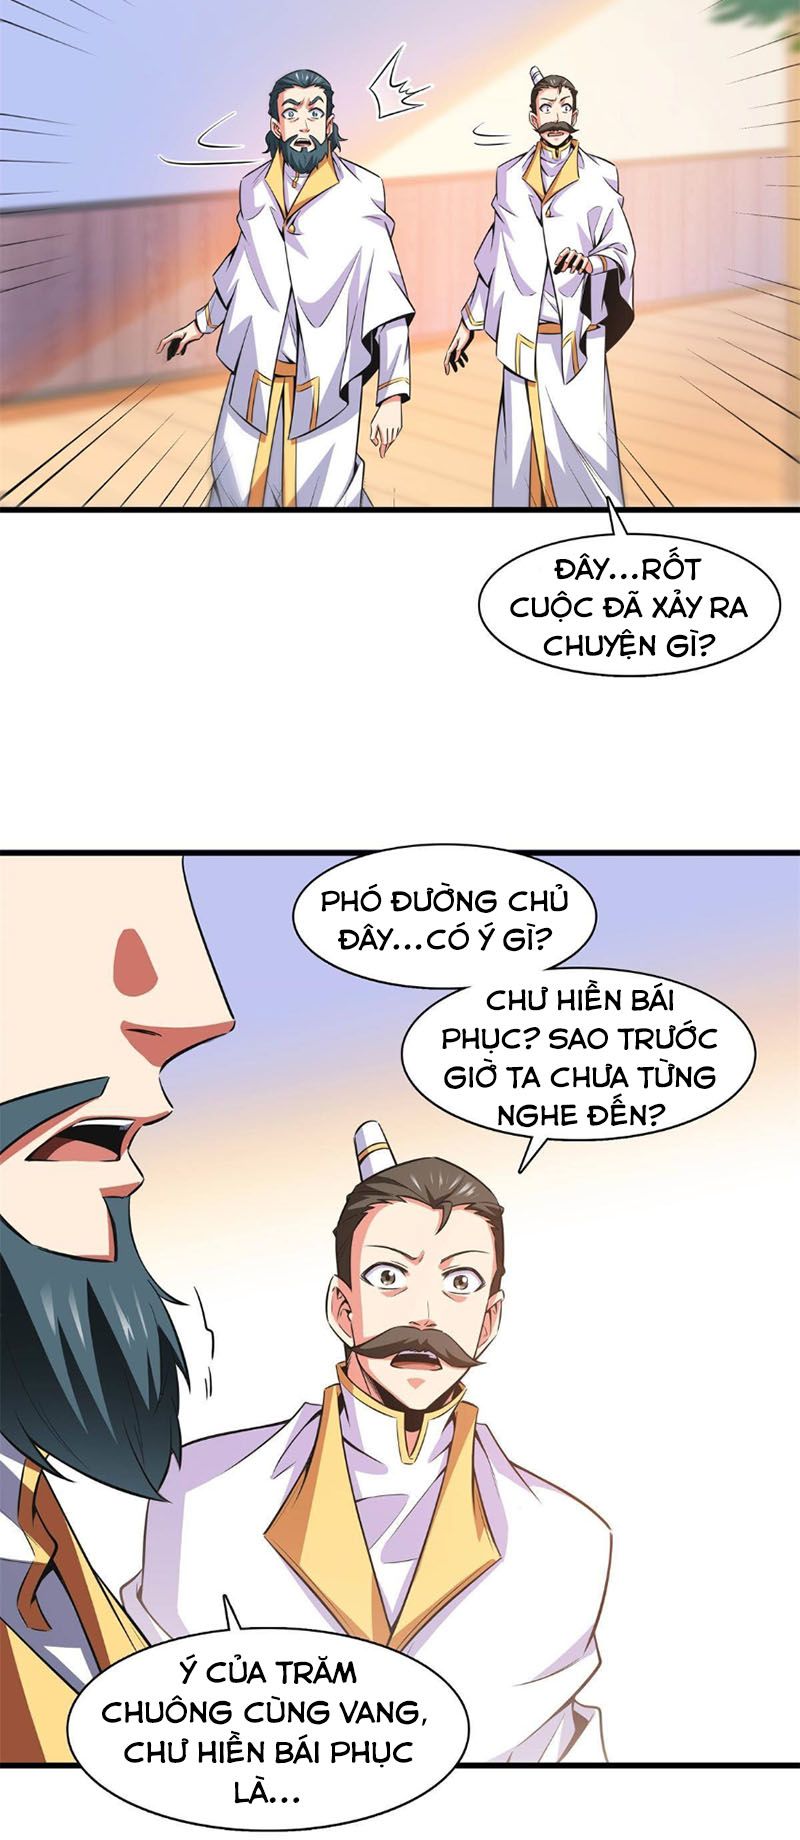 ĐÂY...RỐT
CUỘC ĐÃ XẢY RA
CHUYỆN GÌ?
PHÓ ĐƯỜNG CHỦ
ĐÂY...CÓ Ý GÌ?
CHƯ HIỀN BÁI
PHỤC? SAO TRƯỚC
GIỜ TA CHƯA TỪNG
NGHE ĐẾN?
Ý CỦA TRĂM
CHUÔNG CÙNG VANG,
CHƯ HIỀN BÁI PHỤC
LÀ...